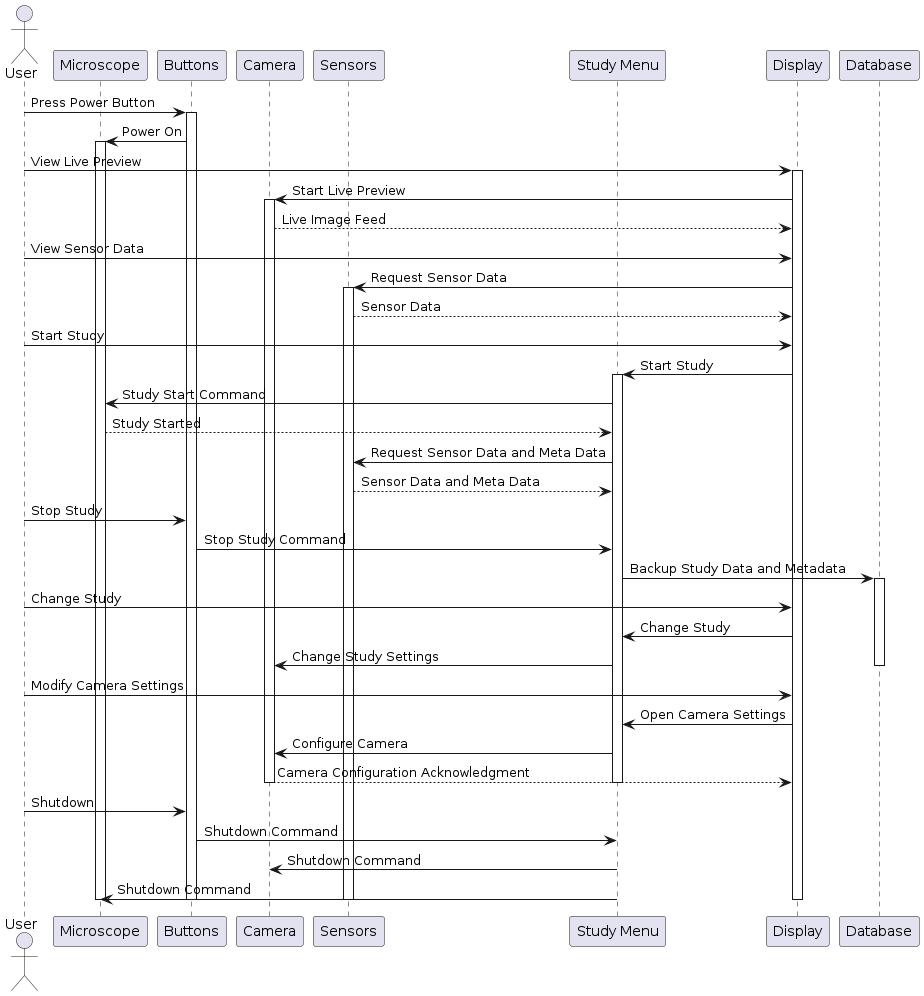 User
Microscope
Buttons
Camera
Sensors
Study Menu
Display
Database
Press Power Button
Power On
View Live Preview
Start Live Preview
Live Image Feed
View Sensor Data
Request Sensor Data
Sensor Data
Start Study
Start Study
Study Start Command
Study Started
Request Sensor Data and Meta Data
Sensor Data and Meta Data
Stop Study
Stop Study Command
Backup Study Data and Metadata
Change Study
Change Study
Change Study Settings
Modify Camera Settings
Open Camera Settings
Configure Camera
Camera Configuration Acknowledgment
Shutdown
Shutdown Command
Shutdown Command
Shutdown Command
User
Microscope
Buttons
Camera
Sensors
Study Menu
Display
Database